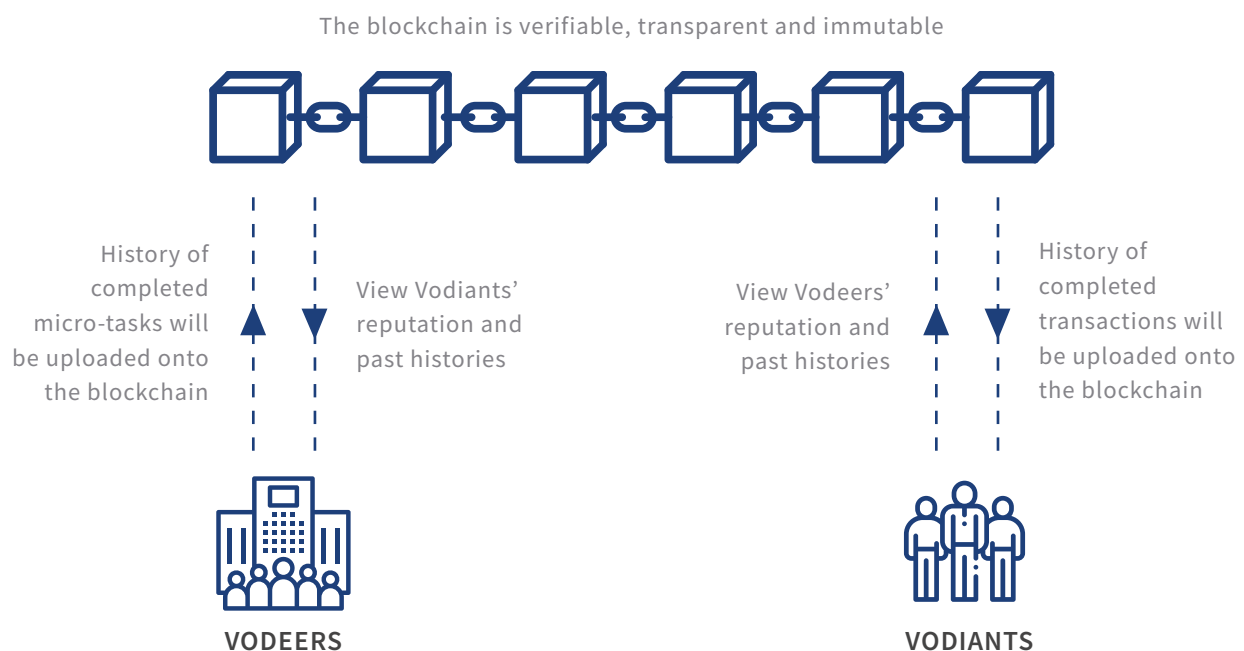 The blockchain is verifiable, transparent and immutable
History of
completed
micro-tasks will
be uploaded onto
the blockchain
View Vodiants’
reputation and
past histories
View Vodeers’
reputation and
past histories
History of
completed
transactions will
be uploaded onto
the blockchain
VODEERS
VODIANTS